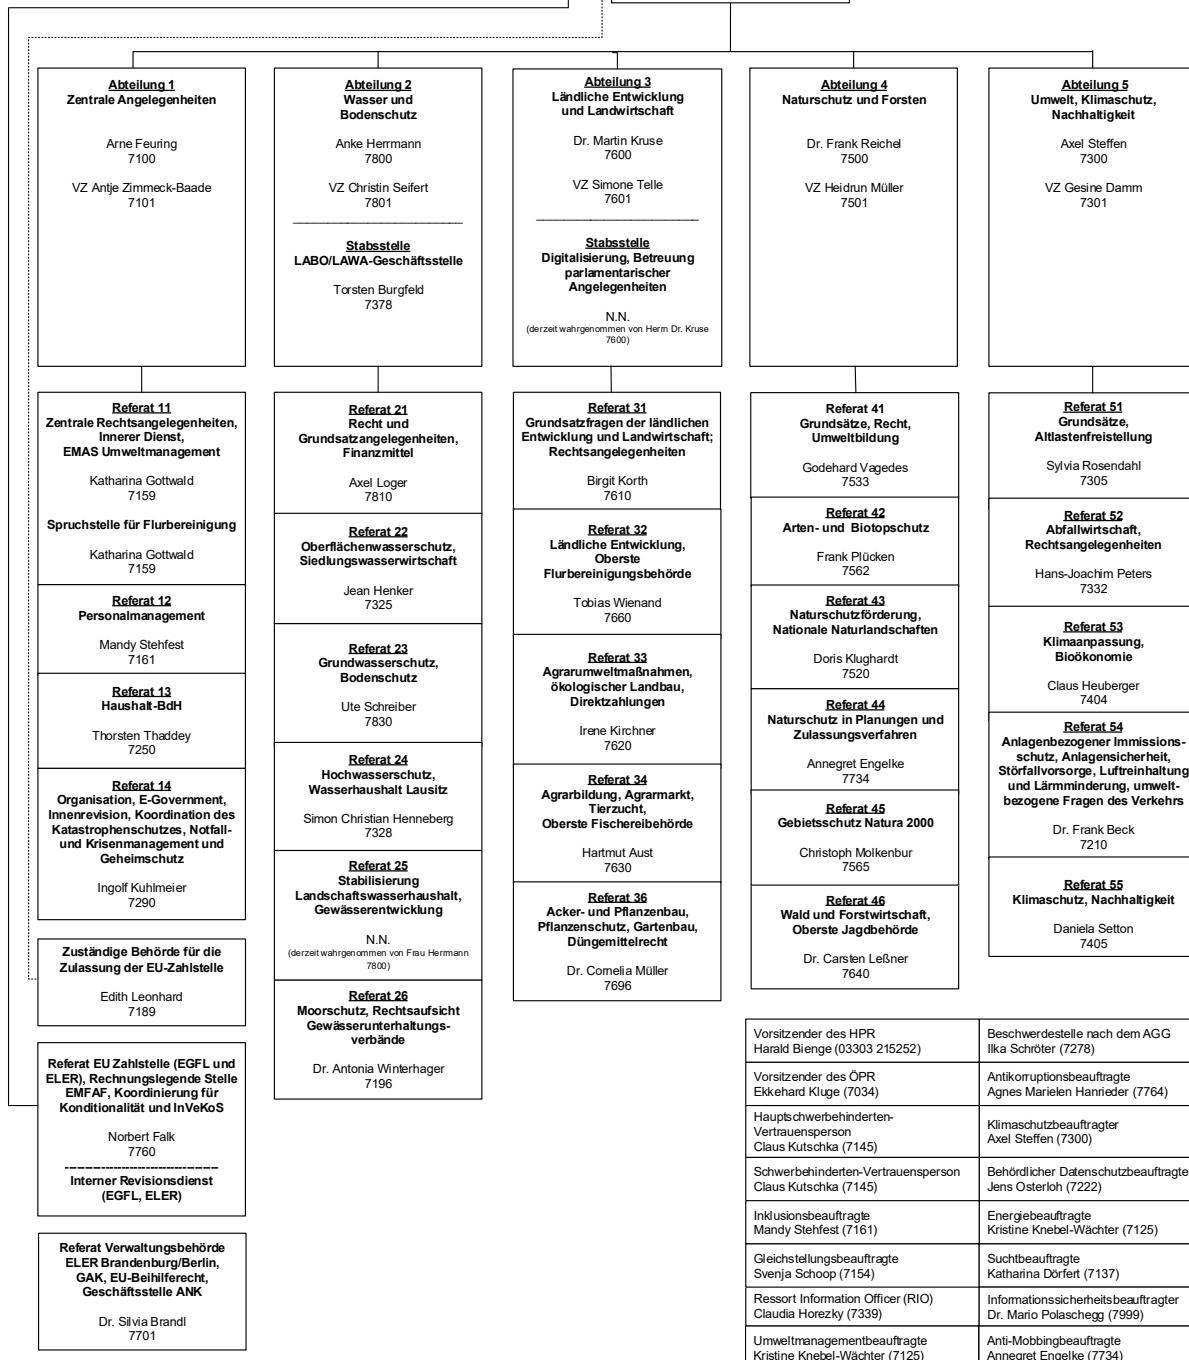 Abteilung 1
Zentrale Angelegenheiten
Arne Feuring
7100
VZ Antje Zimmeck-Baade
7101
Abteilung 2
Wasser und
Bodenschutz
Anke Herrmann
7800
VZ Christin Seifert
7801
Stabsstelle
LABO/LAWA-Geschäftsstelle
Torsten Burgfeld
7378
Abteilung 3
Ländliche Entwicklung
und Landwirtschaft
Dr. Martin Kruse
7600
VZ Simone Telle
7601
Stabsstelle
Digitalisierung, Betreuung
parlamentarischer
Angelegenheiten
N.N.
(derzeit wahrgenommen von Herrn Dr. Kruse
7600)
Abteilung 4
Naturschutz und Forsten
Dr. Frank Reichel
7500
VZ Heidrun Müller
7501
Abteilung 5
Umwelt, Klimaschutz,
Nachhaltigkeit
Axel Steffen
7300
VZ Gesine Damm
7301
Referat 11
Zentrale Rechtsangelegenheiten,
Innerer Dienst,
EMAS Umweltmanagement
Katharina Gottwald
7159
Spruchstelle für Flurbereinigung
Katharina Gottwald
7159
Referat 12
Personalmanagement
Mandy Stehfest
7161
Referat 13
Haushalt-BdH
Thorsten Thaddey
7250
Referat 14
Organisation, E-Government,
Innenrevision, Koordination des
Katastrophenschutzes, Notfall-
und Krisenmanagement und
Geheimschutz
Ingolf Kuhlmeier
7290
Zuständige Behörde für die
Zulassung der EU-Zahlstelle
Edith Leonhard
7189
Referat EU Zahlstelle (EGFL und
ELER), Rechnungslegende Stelle
EMFAF, Koordinierung für
Konditionalität und InVeKoS
Norbert Falk
7760
Interner Revisionsdienst
(EGFL, ELER)
Referat Verwaltungsbehörde
ELER Brandenburg/Berlin,
GAK, EU-Beihilferecht,
Geschäftsstelle ANK
Dr. Silvia Brandl
7701
Referat 21
Recht und
Grundsatzangelegenheiten,
Finanzmittel
Axel Loger
7810
Referat 22
Oberflächenwasserschutz,
Siedlungswasserwirtschaft
Jean Henker
7325
Referat 23
Grundwasserschutz,
Bodenschutz
Ute Schreiber
7830
Referat 24
Hochwasserschutz,
Wasserhaushalt Lausitz
Simon Christian Henneberg
7328
Referat 25
Stabilisierung
Landschaftswasserhaushalt,
Gewässerentwicklung
N.N.
(derzeit wahrgenommen von Frau Herrmann
7800)
Referat 26
Moorschutz, Rechtsaufsicht
Gewässerunterhaltungs-
verbände
Dr. Antonia Winterhager
7196
Referat 31
Grundsatzfragen der ländlichen
Entwicklung und Landwirtschaft;
Rechtsangelegenheiten
Birgit Korth
7610
Referat 32
Ländliche Entwicklung,
Oberste
Flurbereinigungsbehörde
Tobias Wienand
7660
Referat 33
Agrarumweltmaßnahmen,
ökologischer Landbau,
Direktzahlungen
Irene Kirchner
7620
Referat 34
Agrarbildung, Agrarmarkt,
Tierzucht,
Oberste Fischereibehörde
Hartmut Aust
7630
Referat 36
Acker- und Pflanzenbau,
Pflanzenschutz, Gartenbau,
Düngemittelrecht
Dr. Cornelia Müller
7696
Referat 41
Grundsätze, Recht,
Umweltbildung
Godehard Vagedes
7533
Referat 42
Arten- und Biotopschutz
Frank Plücken
7562
Referat 43
Naturschutzförderung,
Nationale Naturlandschaften
Doris Klughardt
7520
Referat 44
Naturschutz in Planungen und
Zulassungsverfahren
Annegret Engelke
7734
Referat 45
Gebietsschutz Natura 2000
Christoph Molkenbur
7565
Referat 46
Wald und Forstwirtschaft,
Oberste Jagdbehörde
Dr. Carsten Leßner
7640
Referat 51
Grundsätze,
Altlastenfreistellung
Sylvia Rosendahl
7305
Referat 52
Abfallwirtschaft,
Rechtsangelegenheiten
Hans-Joachim Peters
7332
Referat 53
Klimaanpassung,
Bioökonomie
Claus Heuberger
7404
Referat 54
Anlagenbezogener Immissions-
schutz, Anlagensicherheit,
Störfallvorsorge, Luftreinhaltung
und Lärmminderung, umwelt-
bezogene Fragen des Verkehrs
Dr. Frank Beck
7210
Referat 55
Klimaschutz, Nachhaltigkeit
Daniela Setton
7405
Vorsitzender des HPR
Harald Bienge (03303 215252)
Beschwerdestelle nach dem AGG
Ilka Schröter (7278)
Vorsitzender des ÖPR
Ekkehard Kluge (7034)
Antikorruptionsbeauftragte
Agnes Marielen Hanrieder (7764)
Hauptschwerbehinderten-
Vertrauensperson
Claus Kutschka (7145)
Klimaschutzbeauftragter
Axel Steffen (7300)
Schwerbehinderten-Vertrauensperson
Claus Kutschka (7145)
Behördlicher Datenschutzbeauftragte
Jens Osterloh (7222)
Inklusionsbeauftragte
Mandy Stehfest (7161)
Energiebeauftragte
Kristine Knebel-Wächter (7125)
Gleichstellungsbeauftragte
Svenja Schoop (7154)
Suchtbeauftragte
Katharina Dörfert (7137)
Ressort Information Officer (RIO)
Claudia Horezky (7339)
Informationssicherheitsbeauftragter
Dr. Mario Polaschegg (7999)
Umweltmanagementbeauftragte
Kristine Knebel-Wächter (7125)
Anti-Mobbingbeauftragte
Annegret Engelke (7734)